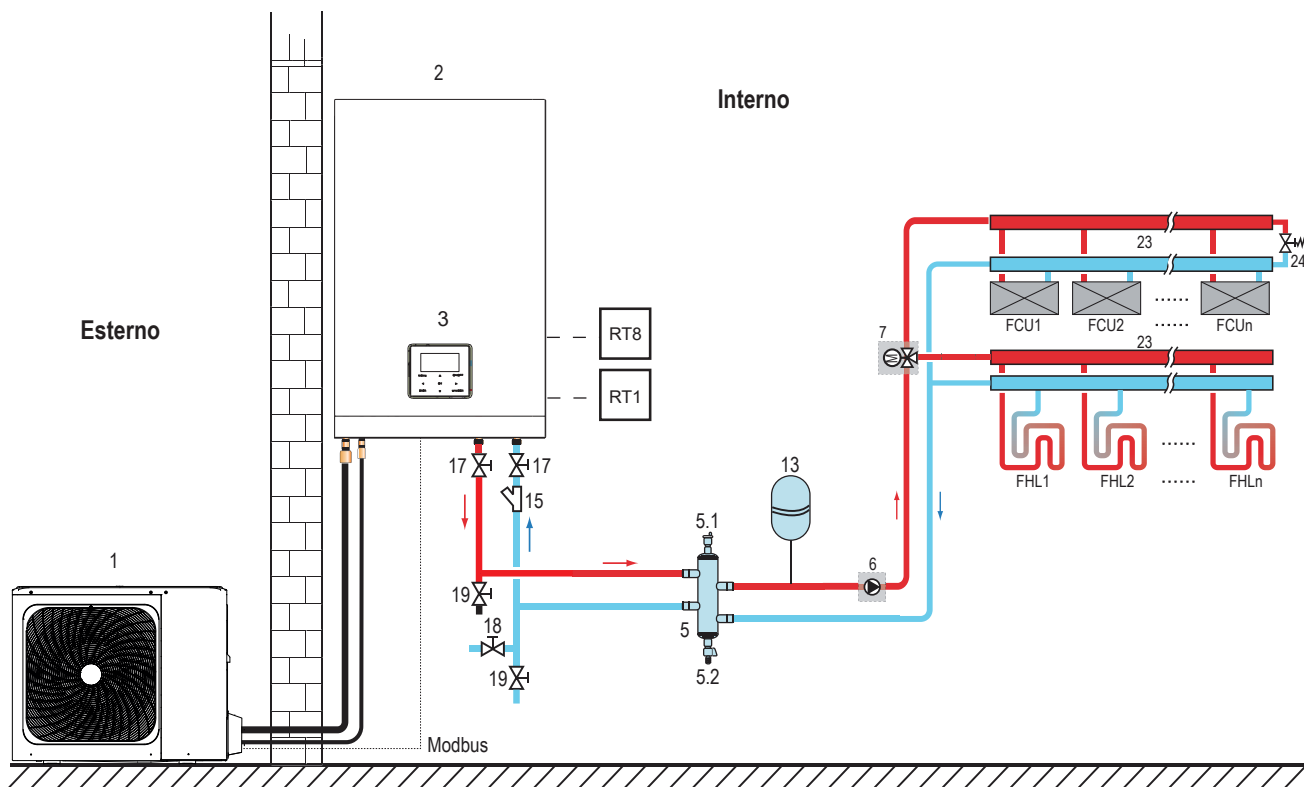 2
Interno
23
24
Esterno
3
RT8
7
FCU1
FCU2
......
......
FCUn
23
RT1
17
17
13
FHL1
FHL2
......
......
FHLn
15
5.1
1
6
19
18
5
19
5.2
Modbus